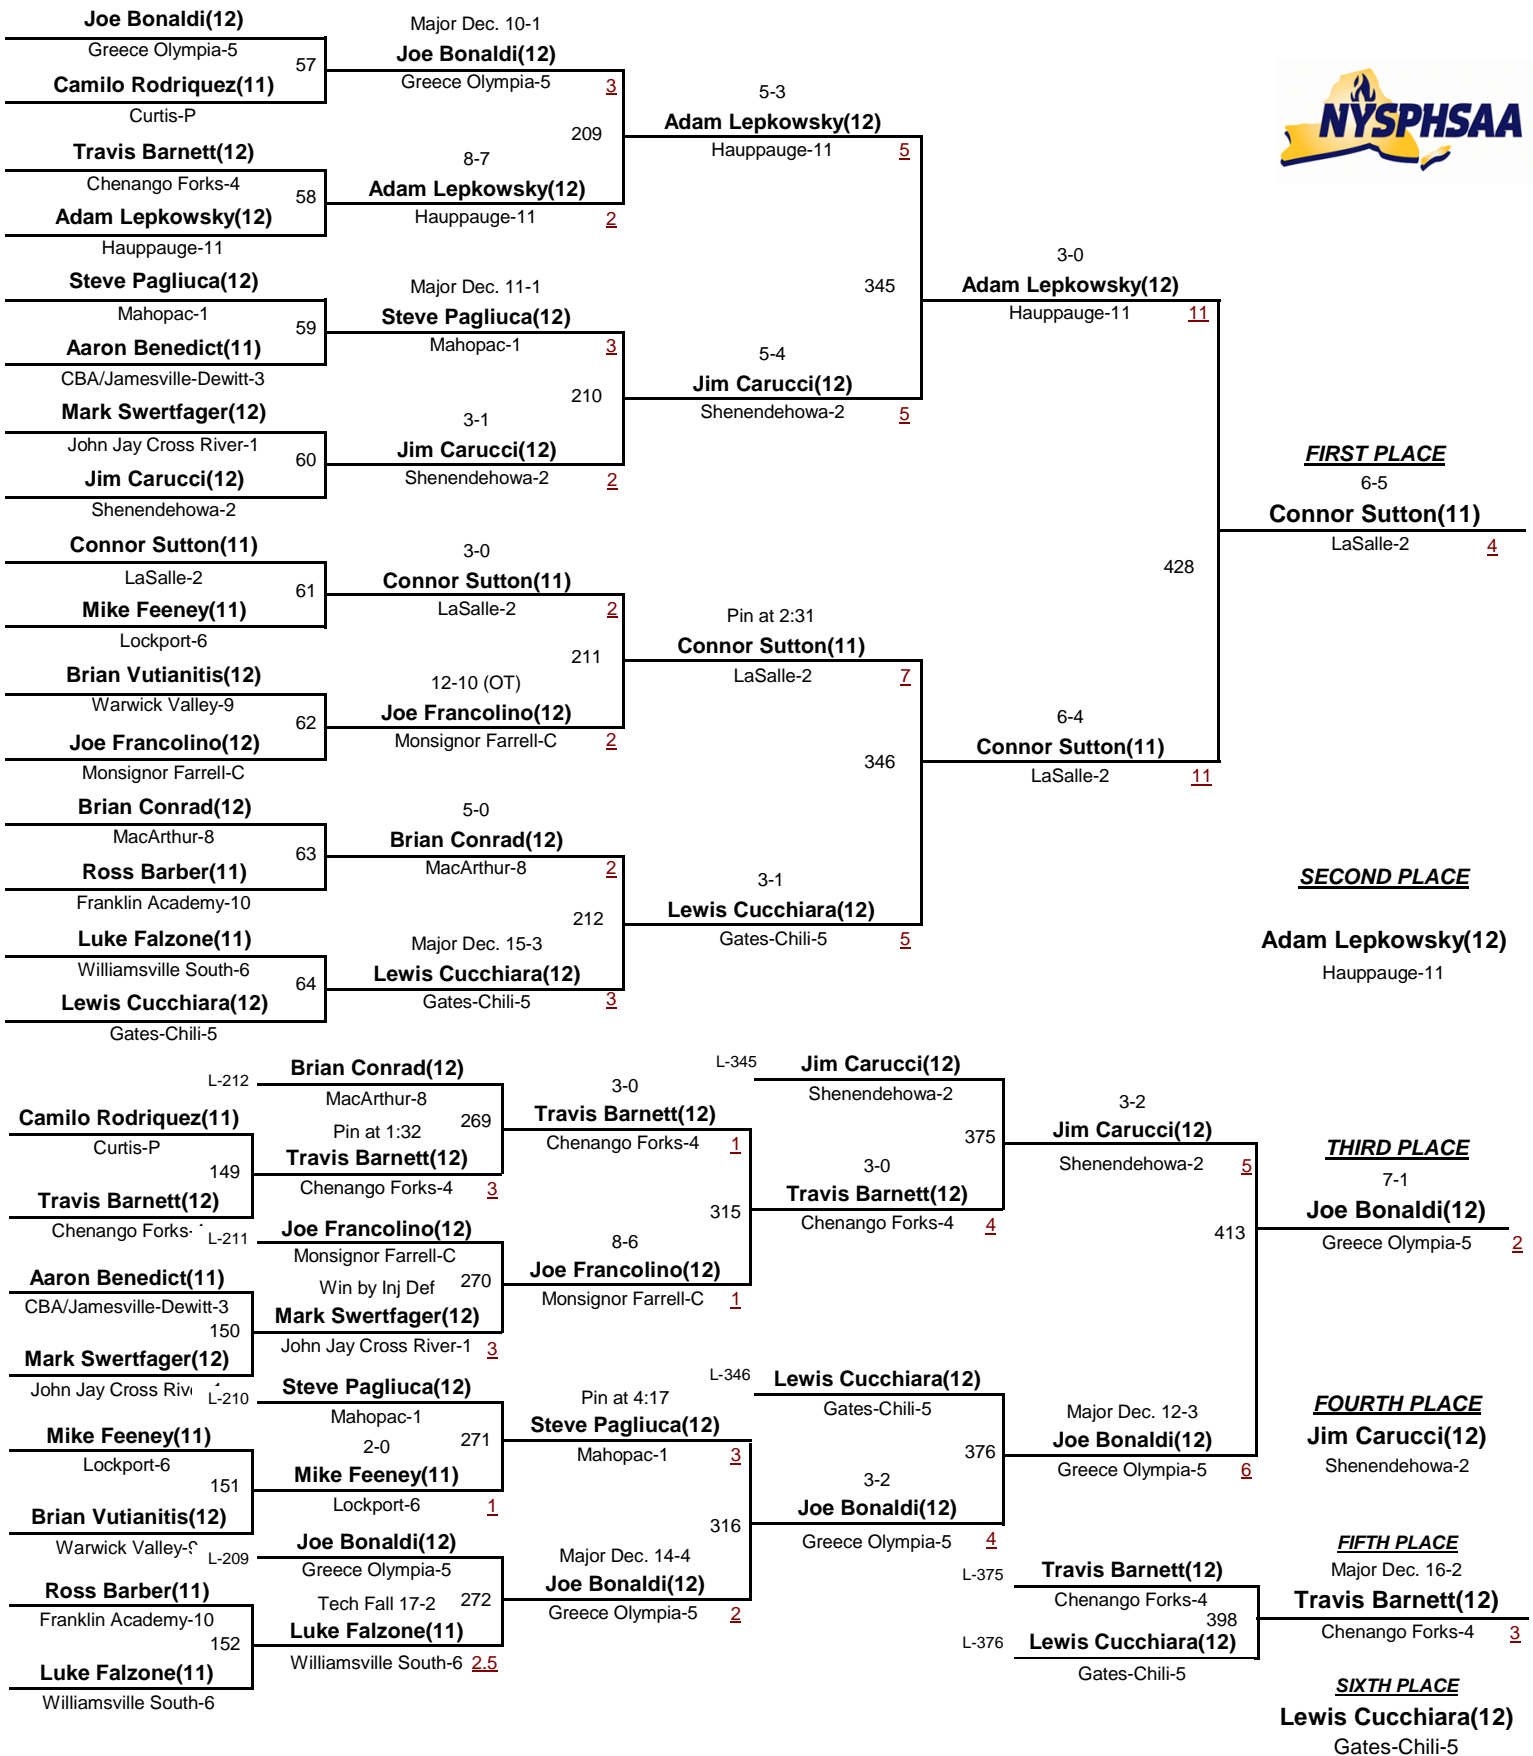 Joe Bonaldi(12)
Greece Olympia-5
57
Camilo Rodriquez(11)
Curtis-P
Travis Barnett(12)
Chenango Forks-4
58
Adam Lepkowsky(12)
Hauppauge-11
Steve Pagliuca(12)
Mahopac-1
59
Aaron Benedict(11)
CBA/Jamesville-Dewitt-3
Mark Swertfager(12)
John Jay Cross River-1
60
Jim Carucci(12)
Shenendehowa-2
Connor Sutton(11)
LaSalle-2
61
Mike Feeney(11)
Lockport-6
Brian Vutianitis(12)
Warwick Valley-9
62
Joe Francolino(12)
Monsignor Farrell-C
Brian Conrad(12)
MacArthur-8
63
Ross Barber(11)
Franklin Academy-10
Luke Falzone(11)
Williamsville South-6
64
Lewis Cucchiara(12)
Gates-Chili-5
Major Dec. 10-1
Joe Bonaldi(12)
Greece Olympia-5 3
209
8-7
Adam Lepkowsky(12)
Hauppauge-11 2
Major Dec. 11-1
Steve Pagliuca(12)
Mahopac-1 3
210
3-1
Jim Carucci(12)
Shenendehowa-2 2
3-0
Connor Sutton(11)
LaSalle-2 2
211
12-10 (OT)
Joe Francolino(12)
Monsignor Farrell-C 2
5-0
Brian Conrad(12)
MacArthur-8 2
212
Major Dec. 15-3
Lewis Cucchiara(12)
Gates-Chili-5 3
5-3
Adam Lepkowsky(12)
Hauppauge-11 5
345
5-4
Jim Carucci(12)
Shenendehowa-2 5
Pin at 2:31
Connor Sutton(11)
LaSalle-2 7
346
3-1
Lewis Cucchiara(12)
Gates-Chili-5 5
3-0
Adam Lepkowsky(12)
Hauppauge-11 11
428
6-4
Connor Sutton(11)
LaSalle-2 11
NYSPHSAA
FIRST PLACE
6-5
Connor Sutton(11)
LaSalle-2 4
SECOND PLACE
Adam Lepkowsky(12)
Hauppauge-11
Camilo Rodriquez(11)
Curtis-P
149
Travis Barnett(12)
Chenango Forks-
Aaron Benedict(11)
CBA/Jamesville-Dewitt-3
150
Mark Swertfager(12)
John Jay Cross
Mike Feeney(11)
Lockport-6
151
Brian Vutianitis(12)
Warwick Valley-
Ross Barber(11)
Franklin Academy-10
152
Luke Falzone(11)
Williamsville South-6
L-212
Brian Conrad(12)
MacArthur-8
269
Pin at 1:32
Travis Barnett(12)
Chenango Forks-4 3
L-211
Joe Francolino(12)
Monsignor Farrell-C
270
Win by Inj Def
Mark Swertfager(12)
John Jay Cross River-1 3
L-210
Steve Pagliuca(12)
Mahopac-1
271
2-0
Mike Feeney(11)
Lockport-6 1
L-209
Joe Bonaldi(12)
Greece Olympia-5
272
Tech Fall 17-2
Luke Falzone(11)
Williamsville South-6 2.5
3-0
Travis Barnett(12)
Chenango Forks-4 1
315
8-6
Joe Francolino(12)
Monsignor Farrell-C 1
Pin at 4:17
Steve Pagliuca(12)
Mahopac-1 3
316
Major Dec. 14-4
Joe Bonaldi(12)
Greece Olympia-5 2
L-345
Jim Carucci(12)
Shenendehowa-2
375
3-0
Travis Barnett(12)
Chenango Forks-4 4
L-346
Lewis Cucchiara(12)
Gates-Chili-5
376
3-2
Joe Bonaldi(12)
Greece Olympia-5 4
3-2
Jim Carucci(12)
Shenendehowa-2 5
413
Major Dec. 12-3
Joe Bonaldi(12)
Greece Olympia-5 6
L-375
Travis Barnett(12)
Chenango Forks-4
398
L-376
Lewis Cucchiara(12)
Gates-Chili-5
THIRD PLACE
7-1
Joe Bonaldi(12)
Greece Olympia-5 2
FOURTH PLACE
Jim Carucci(12)
Shenendehowa-2
FIFTH PLACE
Major Dec. 16-2
Travis Barnett(12)
Chenango Forks-4 3
SIXTH PLACE
Lewis Cucchiara(12)
Gates-Chili-5